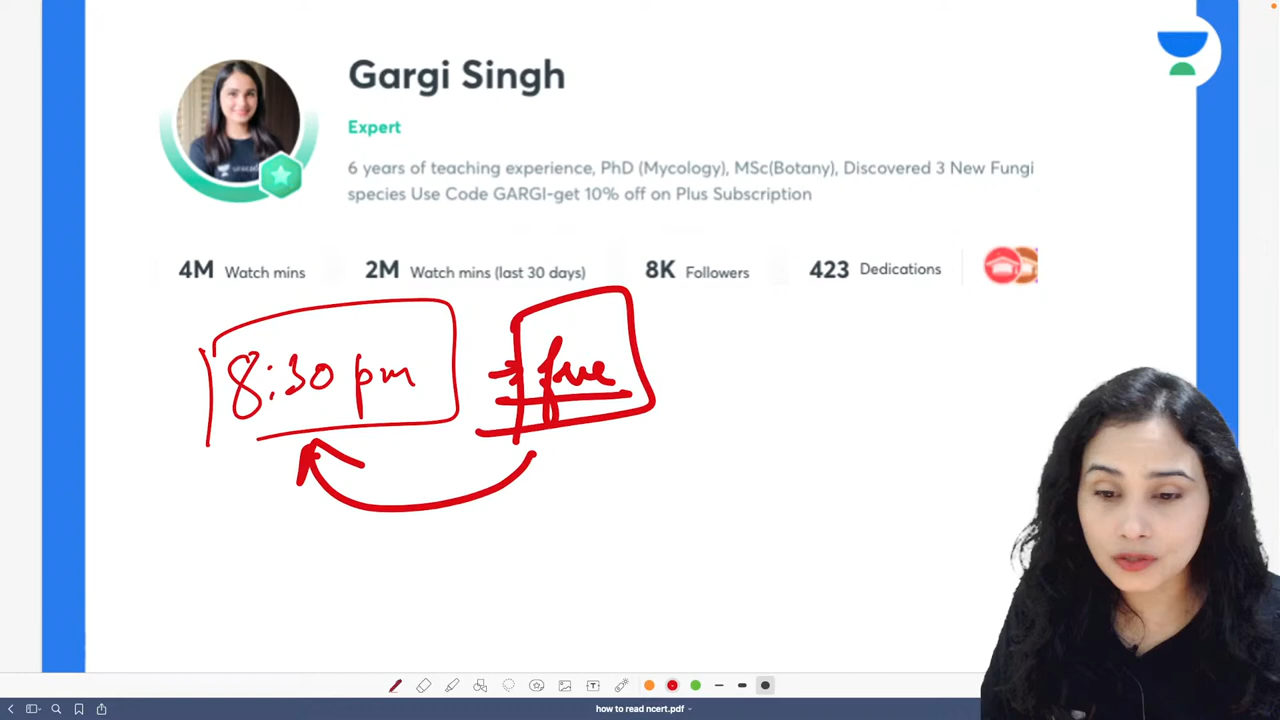 Gargi Singh
Expert
6 years of teaching experience, PhD (Mycology), MSc(Botany), Discovered 3 New Fungi
species Use Code GARGI-get 10% off on Plus Subscription
4M Watch mins 2M Watch mins (last 30 days) 8K Followers 423 Dedications
8:30 pm free
how to read ncert.pdf